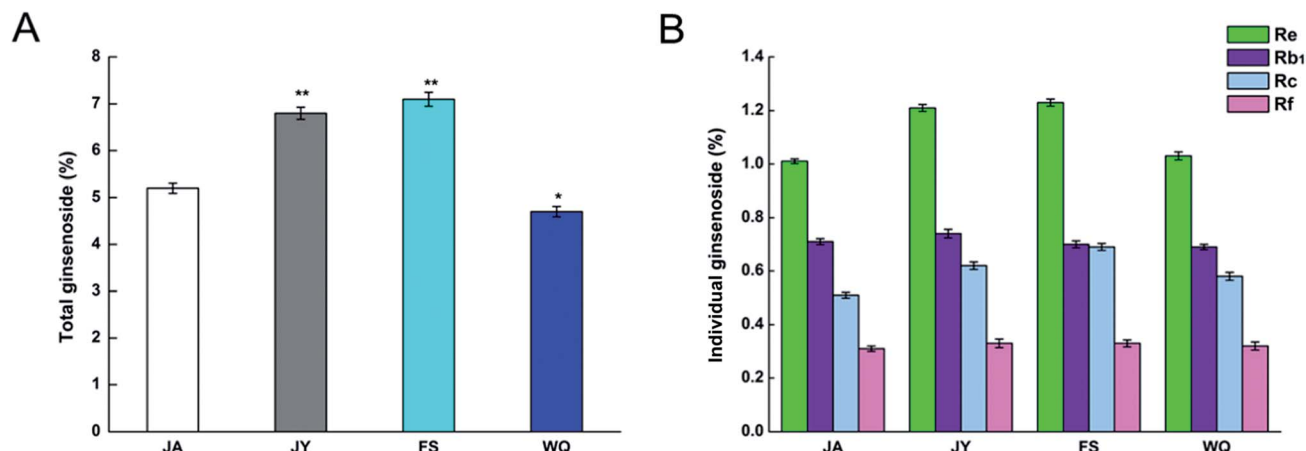 A
Total ginsenoside (%)
8
7
6
5
4
3
2
1
0
**
**
*
JA
JY
FS
WQ
B
Individual ginsenoside (%)
1.4
1.2
1.0
0.8
0.6
0.4
0.2
0.0
Re
Rb1
Rc
Rf
JA
JY
FS
WQ